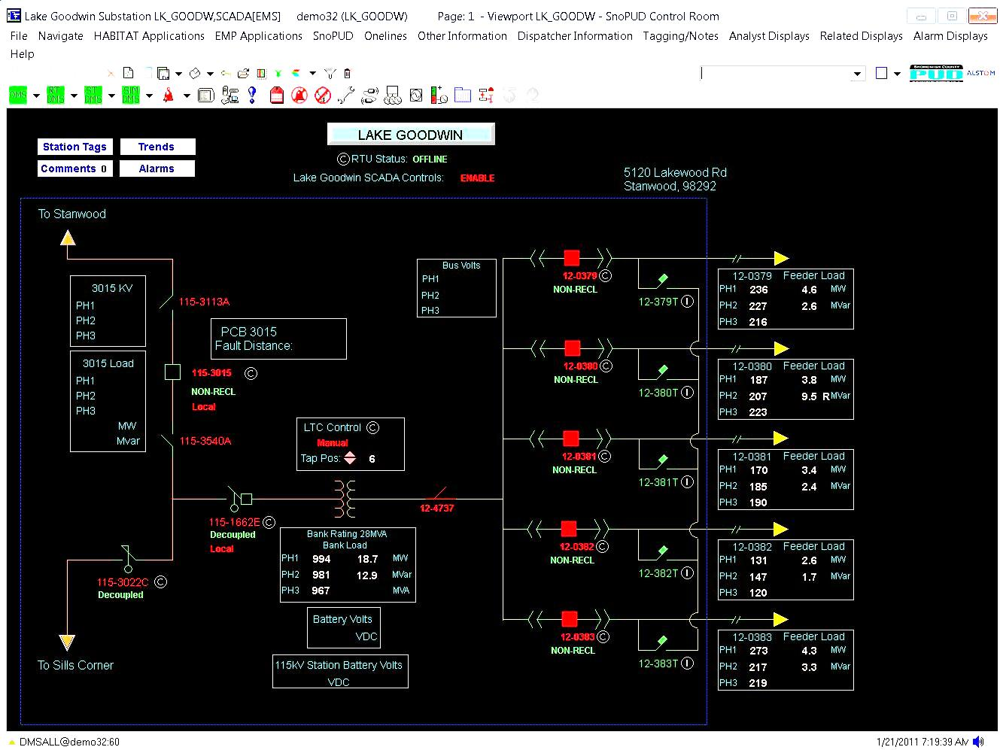 Lake Goodwin Substation LK_GOODW,SCADA[EMS] demo32 (LK_GOODW) Page: 1 - Viewport LK_GOODW - SnoPUD Control Room
File Navigate HABITAT Applications EMP Applications SnoPUD Onelines Other Information Dispatcher Information Tagging/Notes Analyst Displays Related Displays Alarm Displays
Help
SNOHOMISH COUNTY
PUD ALSTOM
DMS RT DMS ST DMS SIM DMS
LAKE GOODWIN
Station Tags Trends
Comments 0 Alarms
C RTU Status: OFFLINE
Lake Goodwin SCADA Controls: ENABLE
5120 Lakewood Rd
Stanwood, 98292
To Stanwood
3015 KV
PH1
PH2
PH3
115-3113A
PCB 3015
Fault Distance:
3015 Load
PH1
PH2
PH3
MW
Mvar
115-3015 C
NON-RECL
Local
115-3540A
LTC Control C
Manual
Tap Pos: 6
115-1662E C
Decoupled
Local
12-4737
Bank Rating 28MVA
Bank Load
PH1 994 18.7 MW
PH2 981 12.9 MVar
PH3 967 MVA
115-3022C C
Decoupled
Battery Volts
VDC
115kV Station Battery Volts
VDC
To Sills Corner
Bus Volts
PH1
PH2
PH3
12-0379 C
NON-RECL
12-379T I
12-0379 Feeder Load
PH1 236 4.6 MW
PH2 227 2.6 MVar
PH3 216
12-0380 C
NON-RECL
12-380T I
12-0380 Feeder Load
PH1 187 3.8 MW
PH2 207 9.5 R MVar
PH3 223
12-0381 C
NON-RECL
12-381T I
12-0381 Feeder Load
PH1 170 3.4 MW
PH2 185 2.4 MVar
PH3 190
12-0382 C
NON-RECL
12-382T I
12-0382 Feeder Load
PH1 131 2.6 MW
PH2 147 1.7 MVar
PH3 120
12-0383 C
NON-RECL
12-383T I
12-0383 Feeder Load
PH1 273 4.3 MW
PH2 217 3.3 MVar
PH3 219
DMSALL@demo32:60 1/21/2011 7:19:39 AM